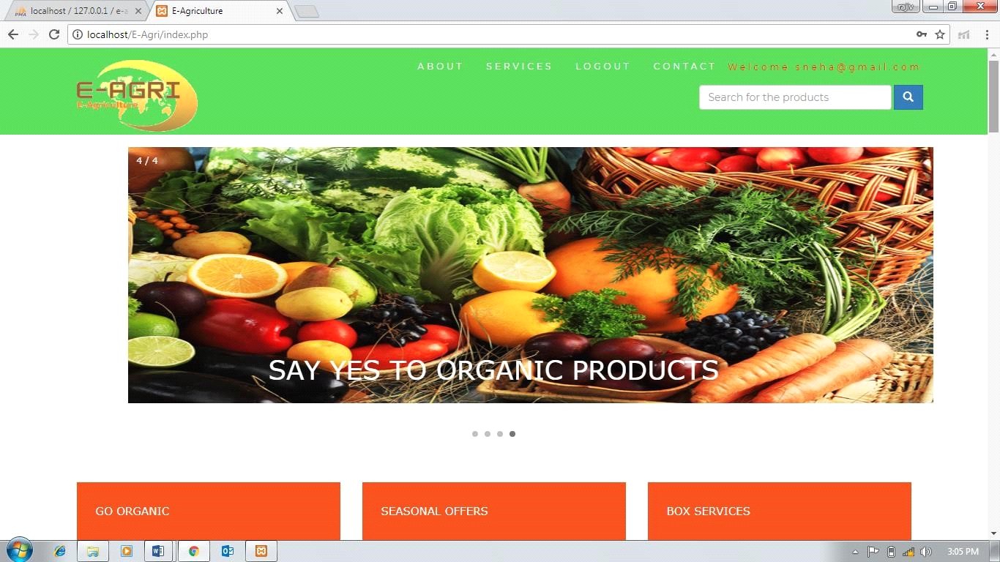 localhost / 127.0.0.1 / e-a
E-Agriculture
rajiv
localhost/E-Agri/index.php
E-AGRI
E-Agriculture
ABOUT SERVICES LOGOUT CONTACT Welcome sneha@gmail.com
Search for the products
4 / 4
SAY YES TO ORGANIC PRODUCTS
GO ORGANIC
SEASONAL OFFERS
BOX SERVICES
3:05 PM